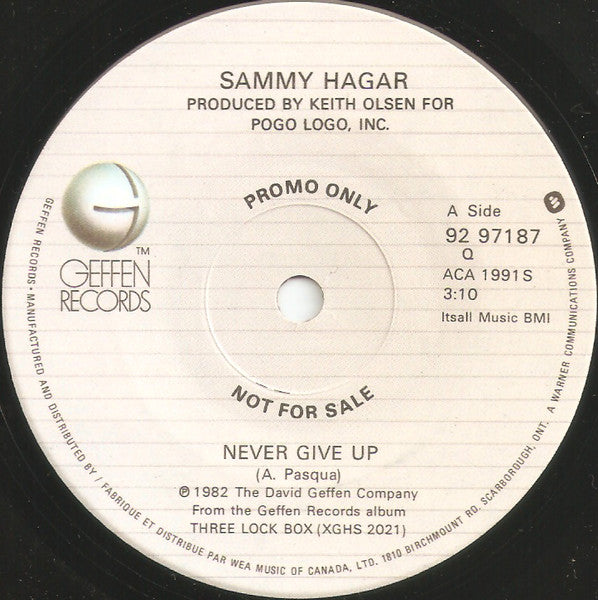 SAMMY HAGAR
PRODUCED BY KEITH OLSEN FOR
POGO LOGO, INC.
PROMO ONLY
A Side
92 97187
Q
ACA 1991 S
3:10
Itsall Music BMI
TM
GEFFEN
RECORDS
NOT FOR SALE
NEVER GIVE UP
(A. Pasqua)
℗ 1982 The David Geffen Company
From the Geffen Records album
THREE LOCK BOX (XGHS 2021)
GEFFEN RECORDS · MANUFACTURED AND DISTRIBUTED BY / FABRIQUE ET DISTRIBUE PAR WEA MUSIC OF CANADA, LTD. 1810 BIRCHMOUNT RD. SCARBOROUGH, ONT. A WARNER COMMUNICATIONS COMPANY